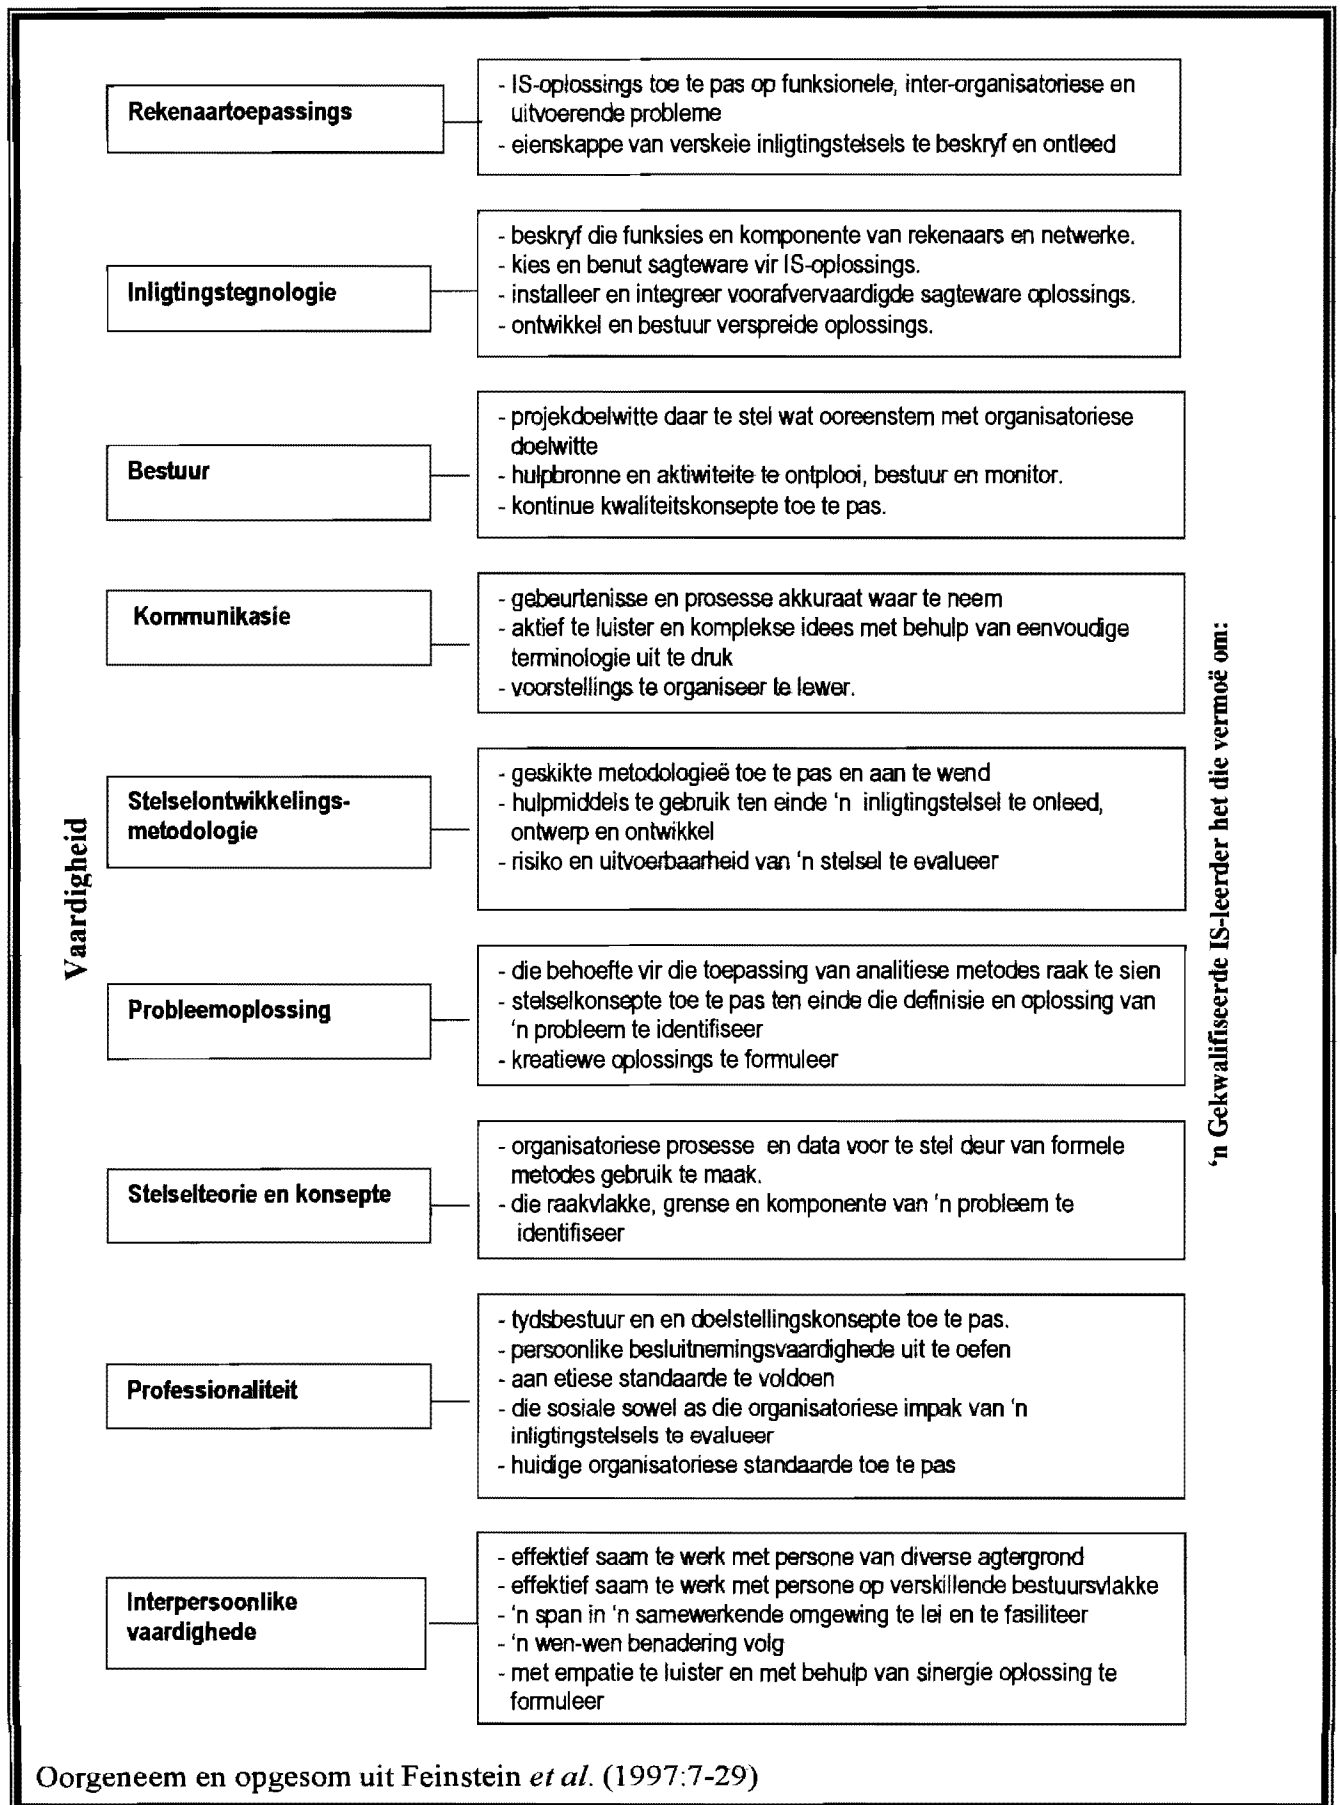 Vaardigheid
'n Gekwalifiseerde IS-leerder het die vermoë om:
Rekenaartoepassings
- IS-oplossings toe te pas op funksionele, inter-organisatoriese en
uitvoerende probleme
- eienskappe van verskeie inligtingstelsels te beskryf en ontleed
Inligtingstegnologie
- beskryf die funksies en komponente van rekenaars en netwerke.
- kies en benut sagteware vir IS-oplossings.
- installeer en integreer voorafvervaardigde sagteware oplossings.
- ontwikkel en bestuur verspreide oplossings.
Bestuur
- projekdoelwitte daar te stel wat ooreenstem met organisatoriese
doelwitte
- hulpbronne en aktiwiteite te ontplooi, bestuur en monitor.
- kontinue kwaliteitskonsepte toe te pas.
Kommunikasie
- gebeurtenisse en prosesse akkuraat waar te neem
- aktief te luister en komplekse idees met behulp van eenvoudige
terminologie uit te druk
- voorstellings te organiseer te lewer.
Stelselontwikkelings-
metodologie
- geskikte metodologieë toe te pas en aan te wend
- hulpmiddels te gebruik ten einde 'n inligtingstelsel te onleed,
ontwerp en ontwikkel
- risiko en uitvoerbaarheid van 'n stelsel te evalueer
Probleemoplossing
- die behoefte vir die toepassing van analitiese metodes raak te sien
- stelselkonsepte toe te pas ten einde die definisie en oplossing van
'n probleem te identifiseer
- kreatiewe oplossings te formuleer
Stelselteorie en konsepte
- organisatoriese prosesse en data voor te stel deur van formele
metodes gebruik te maak.
- die raakvlakke, grense en komponente van 'n probleem te
identifiseer
Professionaliteit
- tydsbestuur en en doelstellingskonsepte toe te pas.
- persoonlike besluitnemingsvaardighede uit te oefen
- aan etiese standaarde te voldoen
- die sosiale sowel as die organisatoriese impak van 'n
inligtingstelsels te evalueer
- huidige organisatoriese standaarde toe te pas
Interpersoonlike
vaardighede
- effektief saam te werk met persone van diverse agtergrond
- effektief saam te werk met persone op verskillende bestuursvlakke
- 'n span in 'n samewerkende omgewing te lei en te fasiliteer
- 'n wen-wen benadering volg
- met empatie te luister en met behulp van sinergie oplossing te
formuleer
Oorgeneem en opgesom uit Feinstein et al. (1997:7-29)